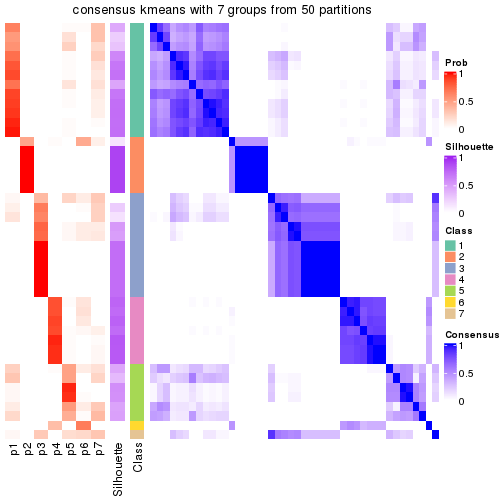 consensus kmeans with 7 groups from 50 partitions
Prob
1
0.5
0
Silhouette
1
0.5
0
Class
1
2
3
4
5
6
7
Consensus
1
0.5
0
p1
p2
p3
p4
p5
p6
p7
Silhouette
Class